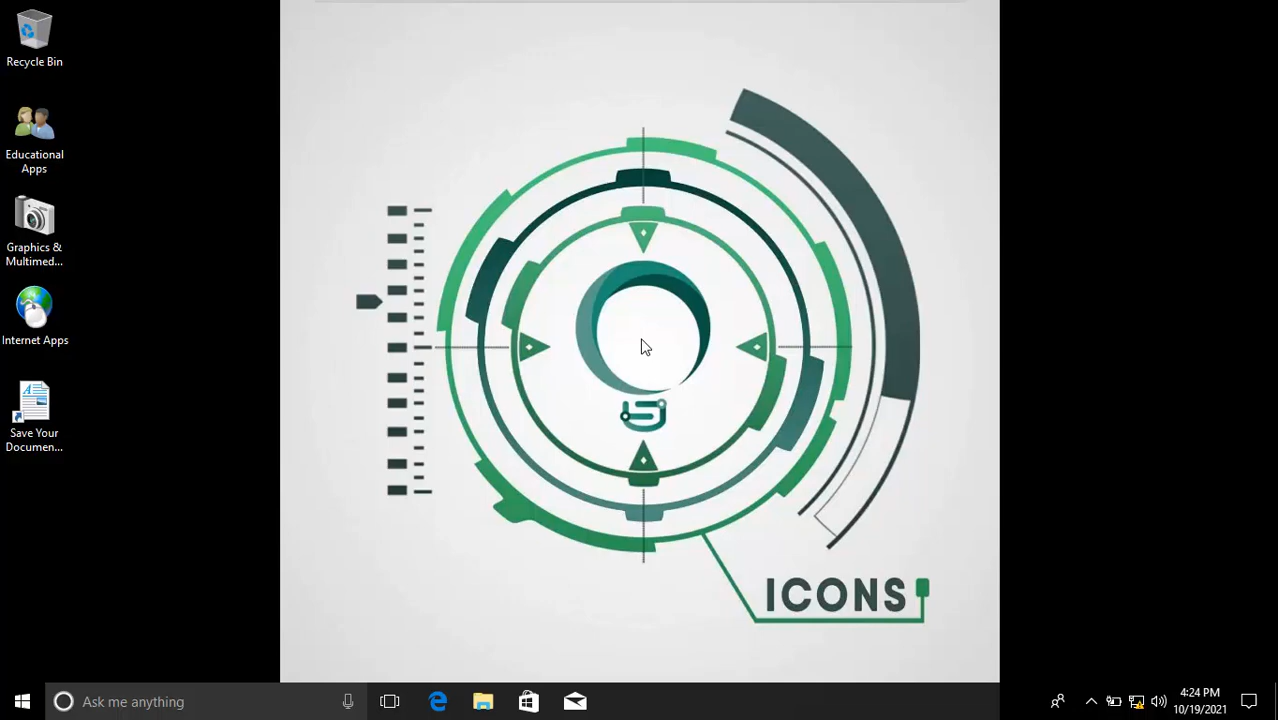 Recycle Bin
Educational
Apps
Graphics &
Multimed...
Internet Apps
Save Your
Documen...
ICONS
Ask me anything
4:24 PM
10/19/2021